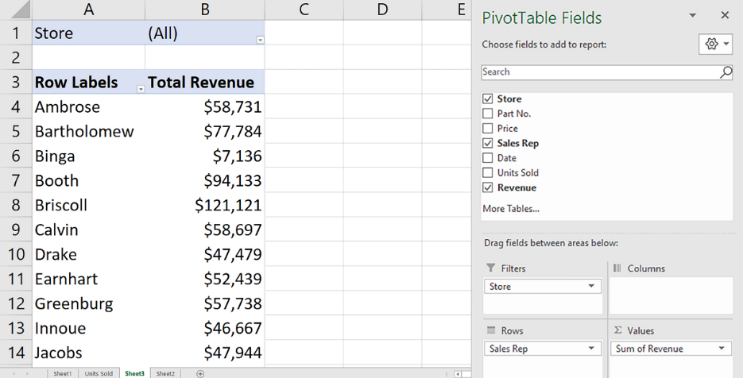 A B C D E
1 Store (All)
2
3 Row Labels Total Revenue
4 Ambrose $58,731
5 Bartholomew $77,784
6 Binga $7,136
7 Booth $94,133
8 Briscoll $121,121
9 Calvin $58,697
10 Drake $47,479
11 Earnhart $52,439
12 Greenburg $57,738
13 Innoue $46,667
14 Jacobs $47,944
Sheet1 Units Sold Sheet3 Sheet2
PivotTable Fields
Choose fields to add to report:
Search
Store
Part No.
Price
Sales Rep
Date
Units Sold
Revenue
More Tables...
Drag fields between areas below:
Filters Columns
Store
Rows Σ Values
Sales Rep Sum of Revenue